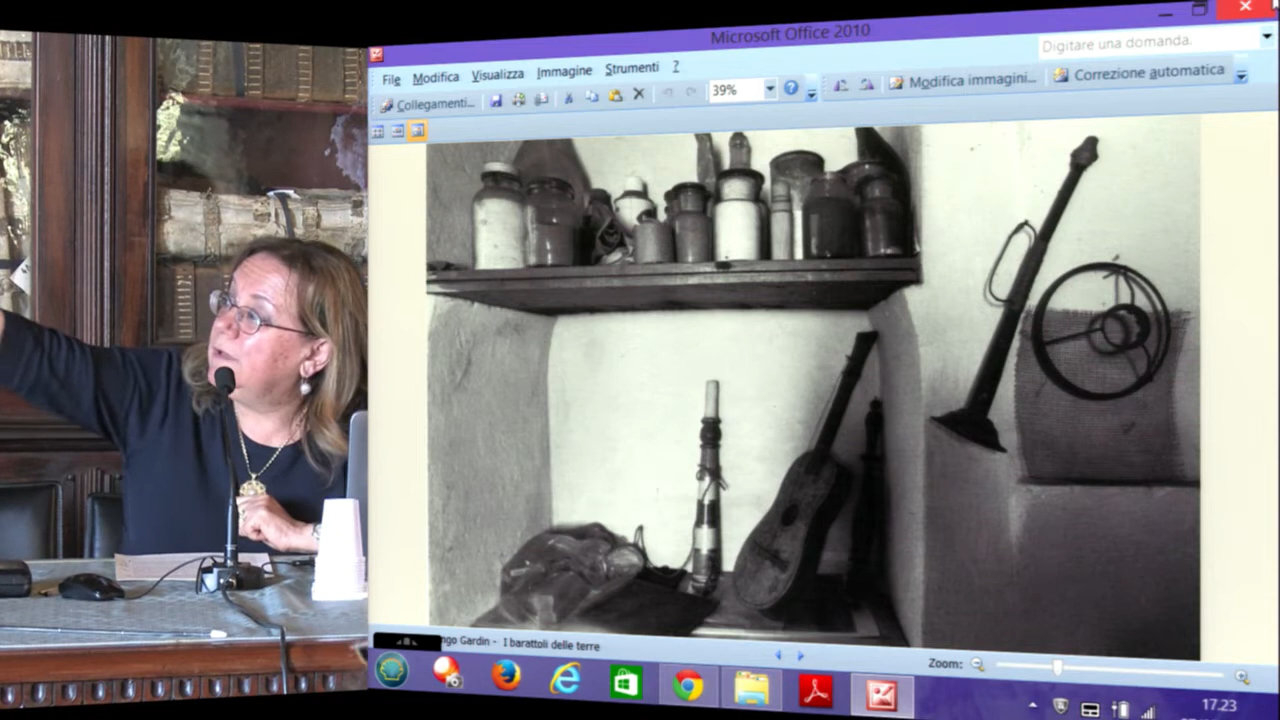 Microsoft Office 2010
Digitare una domanda.
File Modifica Visualizza Immagine Strumenti ?
Collegamenti... 39% Modifica immagini... Correzione automatica
ngo Gardin - I barattoli delle terre
Zoom:
17.23